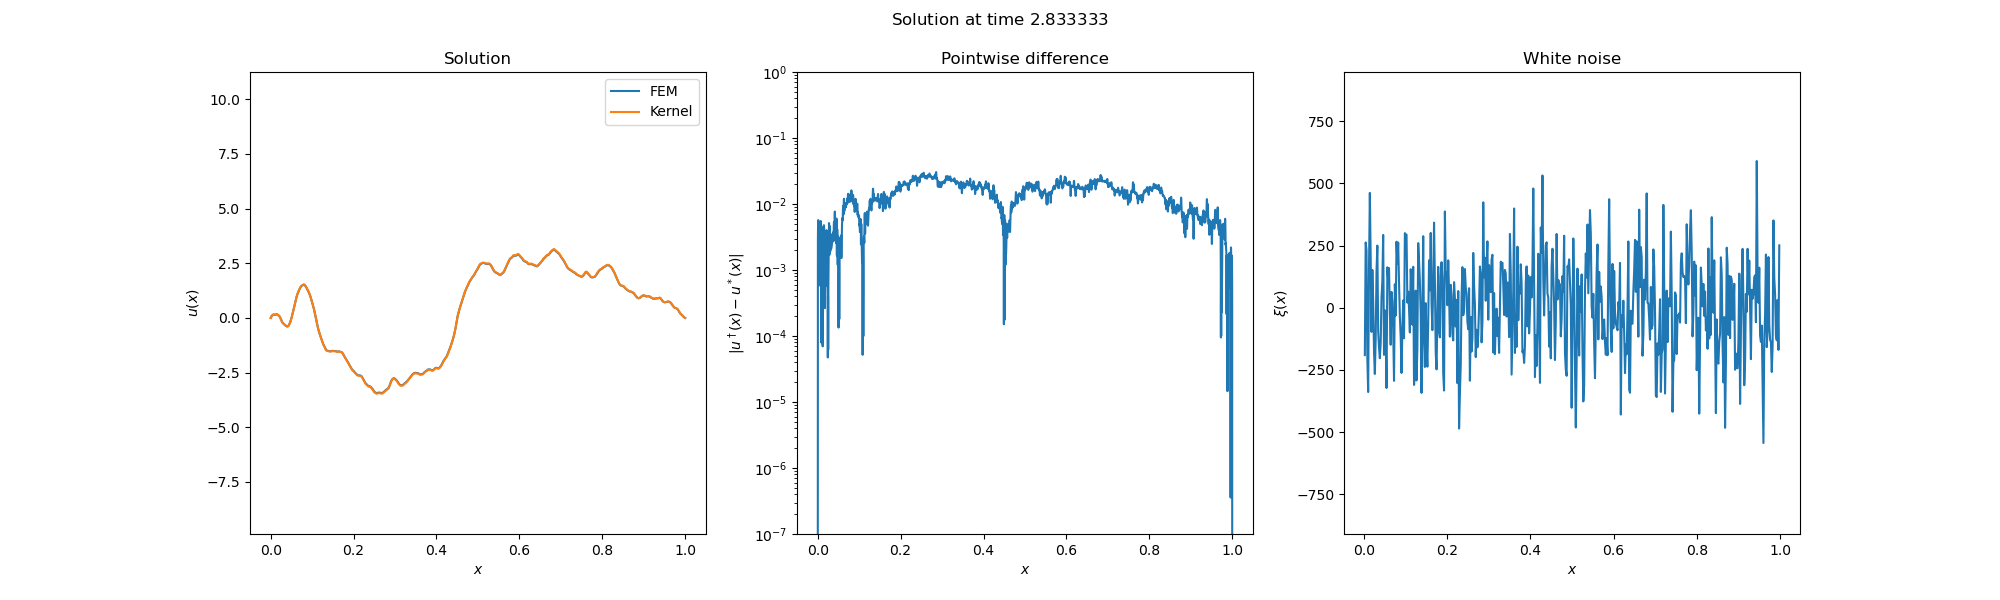 Solution at time 2.833333
Solution
10.0
7.5
5.0
2.5
0.0
−2.5
−5.0
−7.5
u(x)
FEM
Kernel
0.0 0.2 0.4 0.6 0.8 1.0
x
Pointwise difference
10⁰
10⁻¹
10⁻²
10⁻³
10⁻⁴
10⁻⁵
10⁻⁶
10⁻⁷
|u†(x) − u*(x)|
0.0 0.2 0.4 0.6 0.8 1.0
x
White noise
750
500
250
0
−250
−500
−750
ξ(x)
0.0 0.2 0.4 0.6 0.8 1.0
x